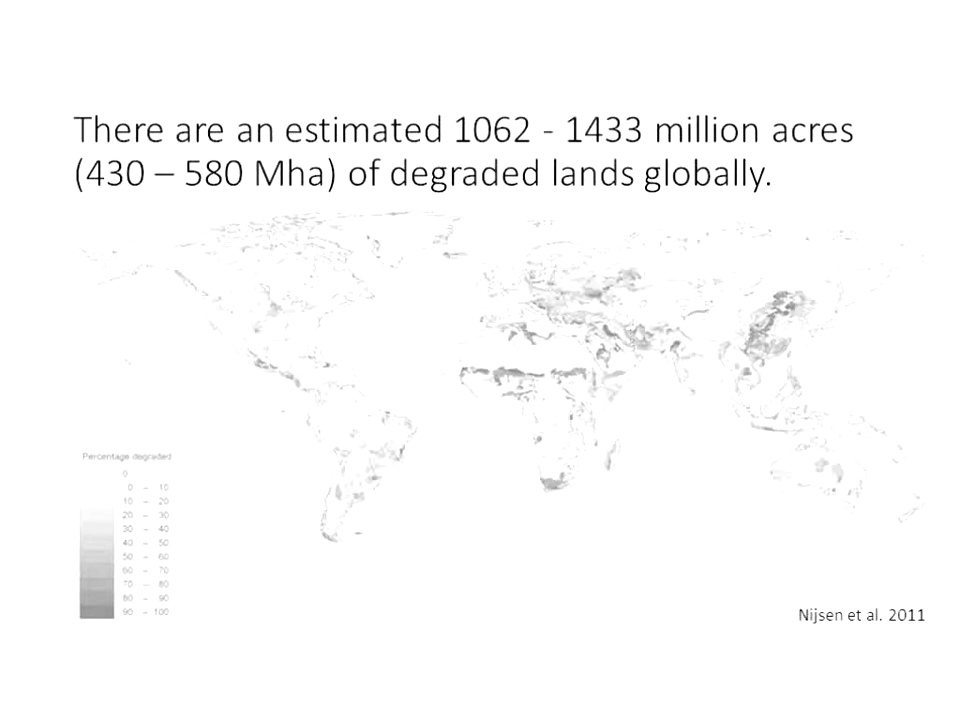 There are an estimated 1062 - 1433 million acres
(430 – 580 Mha) of degraded lands globally.
Percentage degraded
0
0 - 10
10 - 20
20 - 30
30 - 40
40 - 50
50 - 60
60 - 70
70 - 80
80 - 90
90 - 100
Nijsen et al. 2011